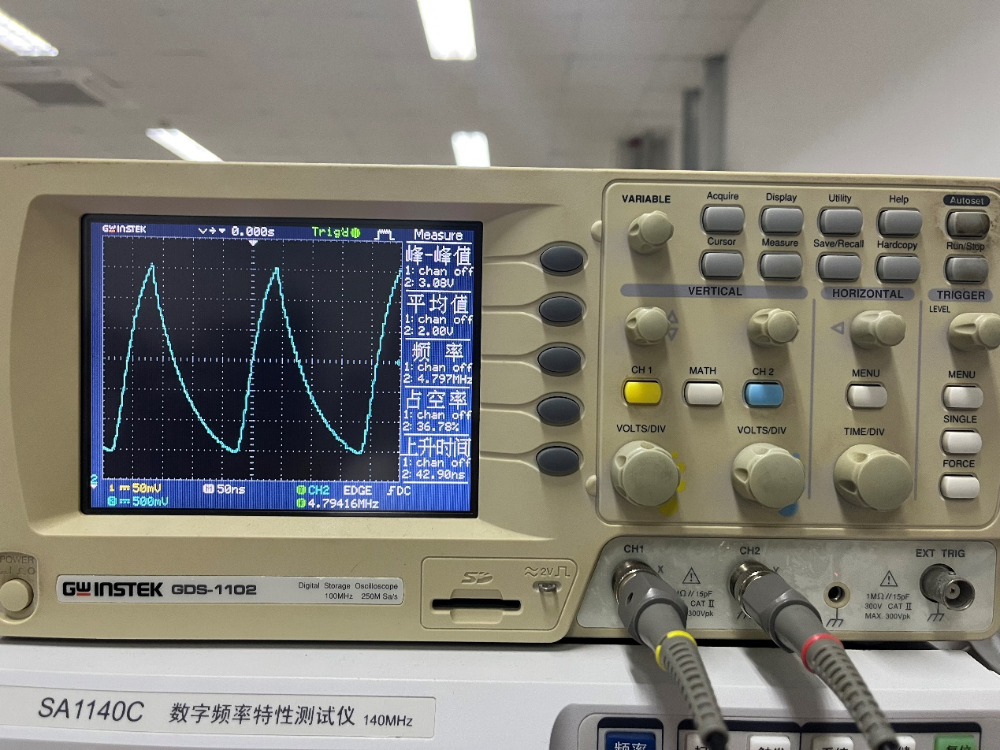 GWINSTEK
0.000s
Trig'd
Measure
峰-峰值
1: chan off
2: 3.08V
平均值
1: chan off
2: 2.00V
频 率
1: chan off
2: 4.797MHz
占空率
1: chan off
2: 36.78%
上升时间
1: chan off
2: 42.90ns
2
1 50mV
M 50ns
CH2 EDGE DC
2 500mV
4.79416MHz
VARIABLE
Acquire
Display
Utility
Help
Autoset
Cursor
Measure
Save/Recall
Hardcopy
Run/Stop
VERTICAL
HORIZONTAL
TRIGGER
LEVEL
CH 1
MATH
CH 2
MENU
MENU
SINGLE
VOLTS/DIV
VOLTS/DIV
TIME/DIV
FORCE
POWER
GWINSTEK GDS-1102
Digital Storage Oscilloscope
100MHz 250M Sa/s
SD
≈2V
CH1
CH2
EXT TRIG
X
Y
1MΩ//15pF
300V CAT II
MAX. 300Vpk
Ω//15pF
CAT II
300Vpk
SA1140C 数字频率特性测试仪 140MHz
频率